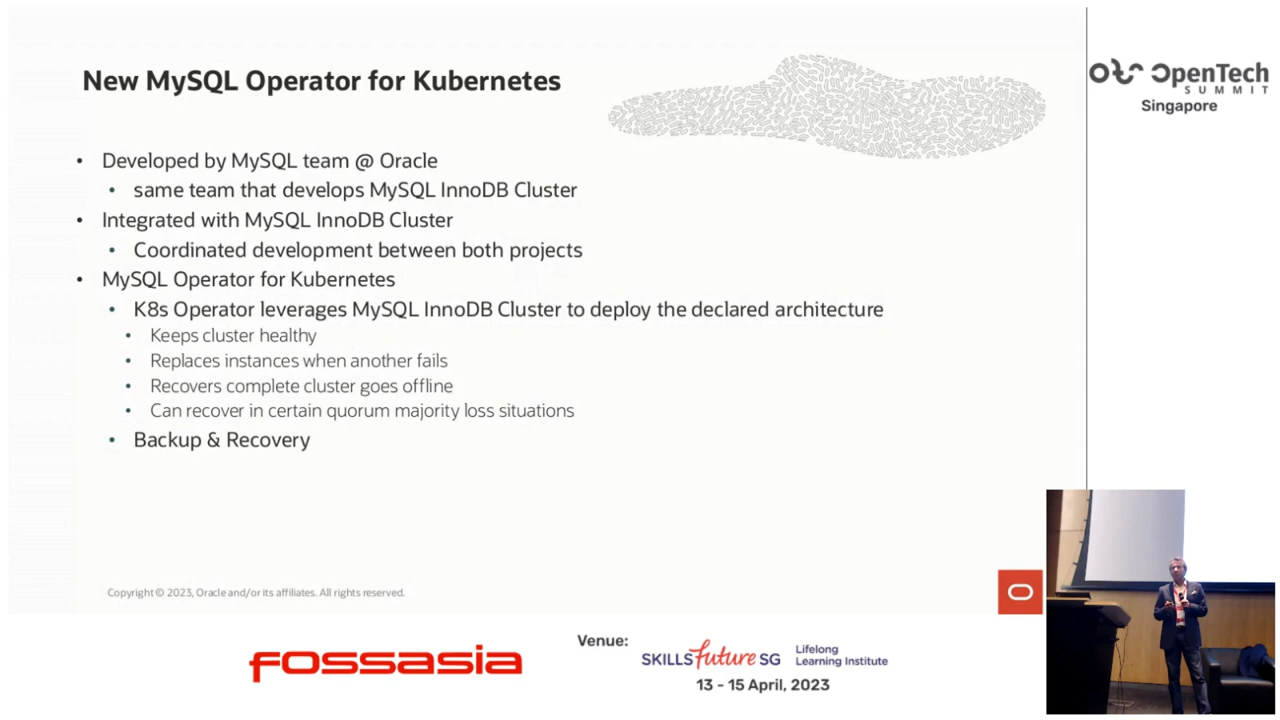 New MySQL Operator for Kubernetes
• Developed by MySQL team @ Oracle
• same team that develops MySQL InnoDB Cluster
• Integrated with MySQL InnoDB Cluster
• Coordinated development between both projects
• MySQL Operator for Kubernetes
• K8s Operator leverages MySQL InnoDB Cluster to deploy the declared architecture
• Keeps cluster healthy
• Replaces instances when another fails
• Recovers complete cluster goes offline
• Can recover in certain quorum majority loss situations
• Backup & Recovery
Copyright © 2023, Oracle and/or its affiliates. All rights reserved.
OpenTech
SUMMIT
Singapore
fossasia
Venue:
SKILLSfuture SG
Lifelong
Learning Institute
13 - 15 April, 2023